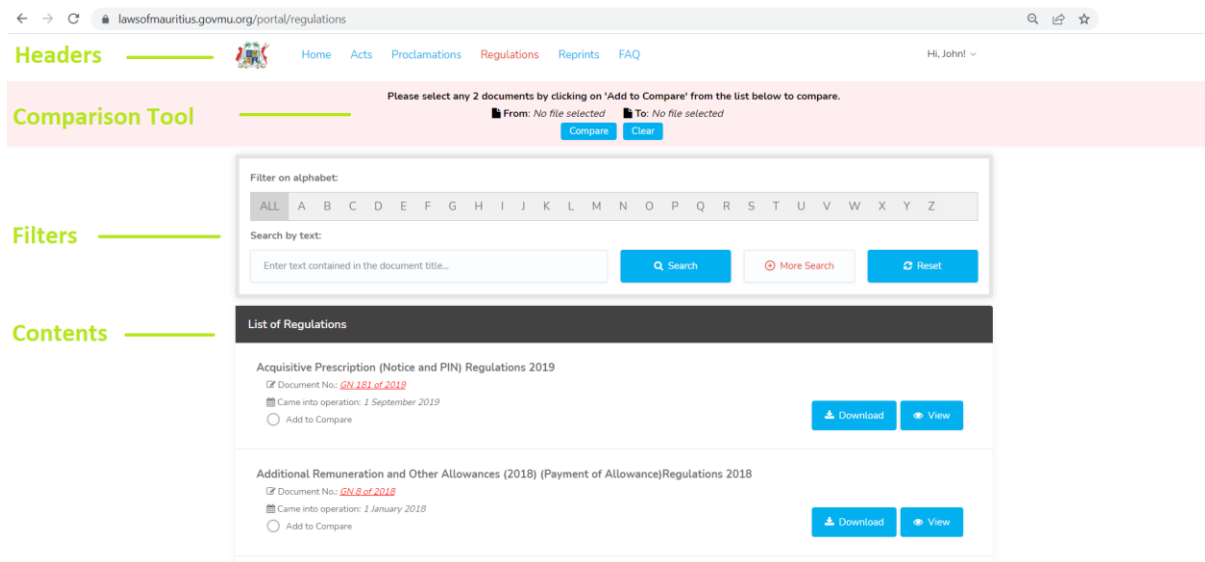 lawsofmauritius.govmu.org/portal/regulations
Headers
Home Acts Proclamations Regulations Reprints FAQ
Hi, John!
Please select any 2 documents by clicking on 'Add to Compare' from the list below to compare.
Comparison Tool
From: No file selected To: No file selected
Compare Clear
Filter on alphabet:
ALL A B C D E F G H I J K L M N O P Q R S T U V W X Y Z
Filters
Search by text:
Enter text contained in the document title...
Search More Search Reset
Contents
List of Regulations
Acquisitive Prescription (Notice and PIN) Regulations 2019
Document No.: GN 181 of 2019
Came into operation: 1 September 2019
Add to Compare
Download View
Additional Remuneration and Other Allowances (2018) (Payment of Allowance)Regulations 2018
Document No.: GN 8 of 2018
Came into operation: 1 January 2018
Add to Compare
Download View